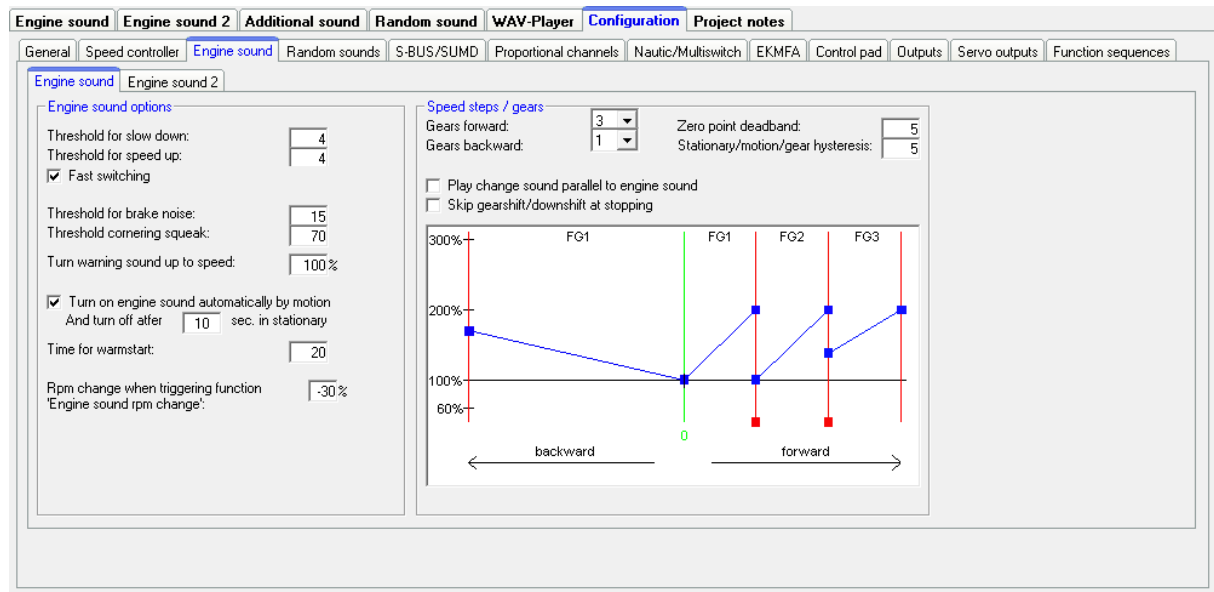 Engine sound Engine sound 2 Additional sound Random sound WAV-Player Configuration Project notes
General Speed controller Engine sound Random sounds S-BUS/SUMD Proportional channels Nautic/Multiswitch EKMFA Control pad Outputs Servo outputs Function sequences
Engine sound Engine sound 2
Engine sound options
Threshold for slow down: 4
Threshold for speed up: 4
Fast switching
Threshold for brake noise: 15
Threshold cornering squeak: 70
Turn warning sound up to speed: 100 %
Turn on engine sound automatically by motion
And turn off atfer 10 sec. in stationary
Time for warmstart: 20
Rpm change when triggering function -30 %
'Engine sound rpm change':
Speed steps / gears
Gears forward: 3
Gears backward: 1
Zero point deadband: 5
Stationary/motion/gear hysteresis: 5
Play change sound parallel to engine sound
Skip gearshift/downshift at stopping
300% FG1 FG1 FG2 FG3
200%
100%
60%
0
backward forward